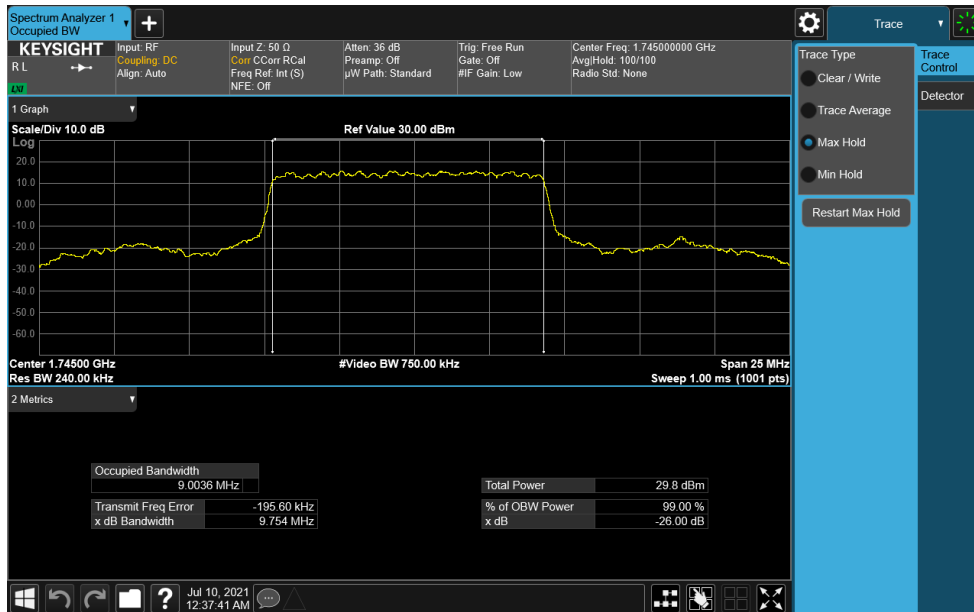 Spectrum Analyzer 1
Occupied BW
Trace
KEYSIGHT
R L
LXI
Input: RF
Coupling: DC
Align: Auto
Input Z: 50 Ω
Corr CCorr RCal
Freq Ref: Int (S)
NFE: Off
Atten: 36 dB
Preamp: Off
µW Path: Standard
Trig: Free Run
Gate: Off
#IF Gain: Low
Center Freq: 1.745000000 GHz
Avg|Hold: 100/100
Radio Std: None
Trace Type
Clear / Write
Trace Average
Max Hold
Min Hold
Restart Max Hold
Trace
Control
Detector
1 Graph
Scale/Div 10.0 dB
Ref Value 30.00 dBm
Log
20.0
10.0
0.00
-10.0
-20.0
-30.0
-40.0
-50.0
-60.0
Center 1.74500 GHz
#Video BW 750.00 kHz
Span 25 MHz
Res BW 240.00 kHz
Sweep 1.00 ms (1001 pts)
2 Metrics
Occupied Bandwidth
9.0036 MHz
Total Power 29.8 dBm
Transmit Freq Error -195.60 kHz
% of OBW Power 99.00 %
x dB Bandwidth 9.754 MHz
x dB -26.00 dB
?
Jul 10, 2021
12:37:41 AM